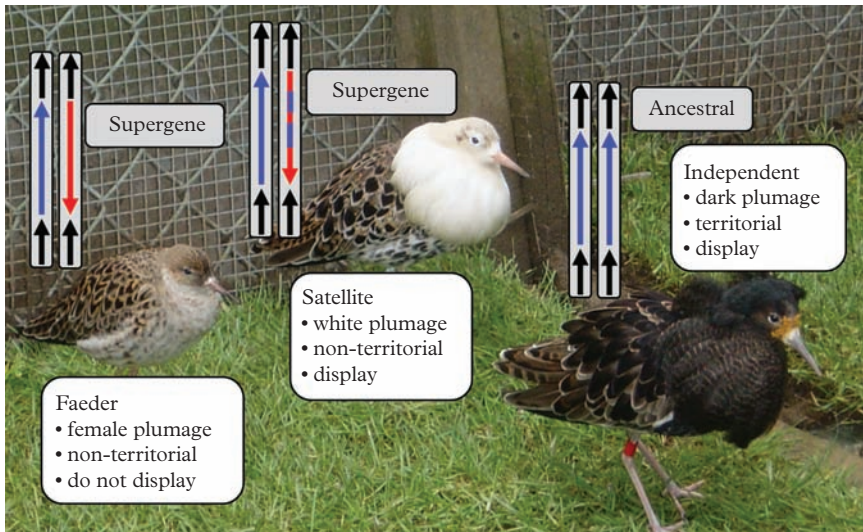 Supergene
Supergene
Ancestral
Independent
• dark plumage
• territorial
• display
Satellite
• white plumage
• non-territorial
• display
Faeder
• female plumage
• non-territorial
• do not display